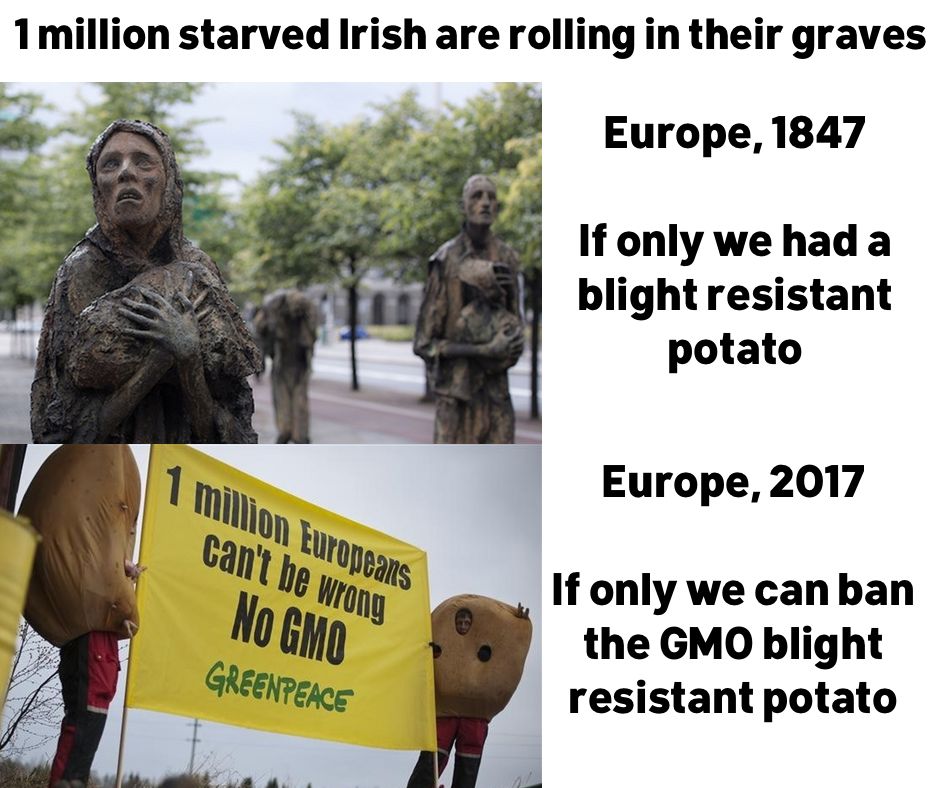 1 million starved Irish are rolling in their graves
Europe, 1847
If only we had a
blight resistant
potato
1 million Europeans
can't be wrong
No GMO
GREENPEACE
Europe, 2017
If only we can ban
the GMO blight
resistant potato